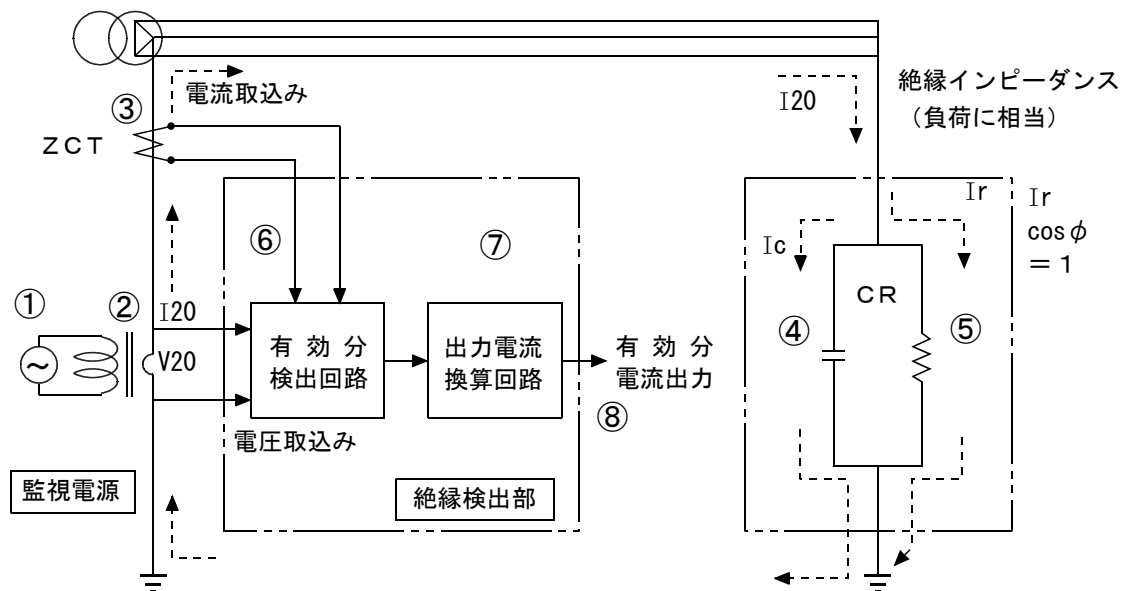 電流取込み
③
ZCT
I20
絶縁インピーダンス
(負荷に相当)
⑥
⑦
Ir
Ir
cosφ
=1
Ic
CR
④
⑤
①
②
I20
V20
~
有効分
検出回路
出力電流
換算回路
有効分
電流出力
⑧
電圧取込み
監視電源
絶縁検出部